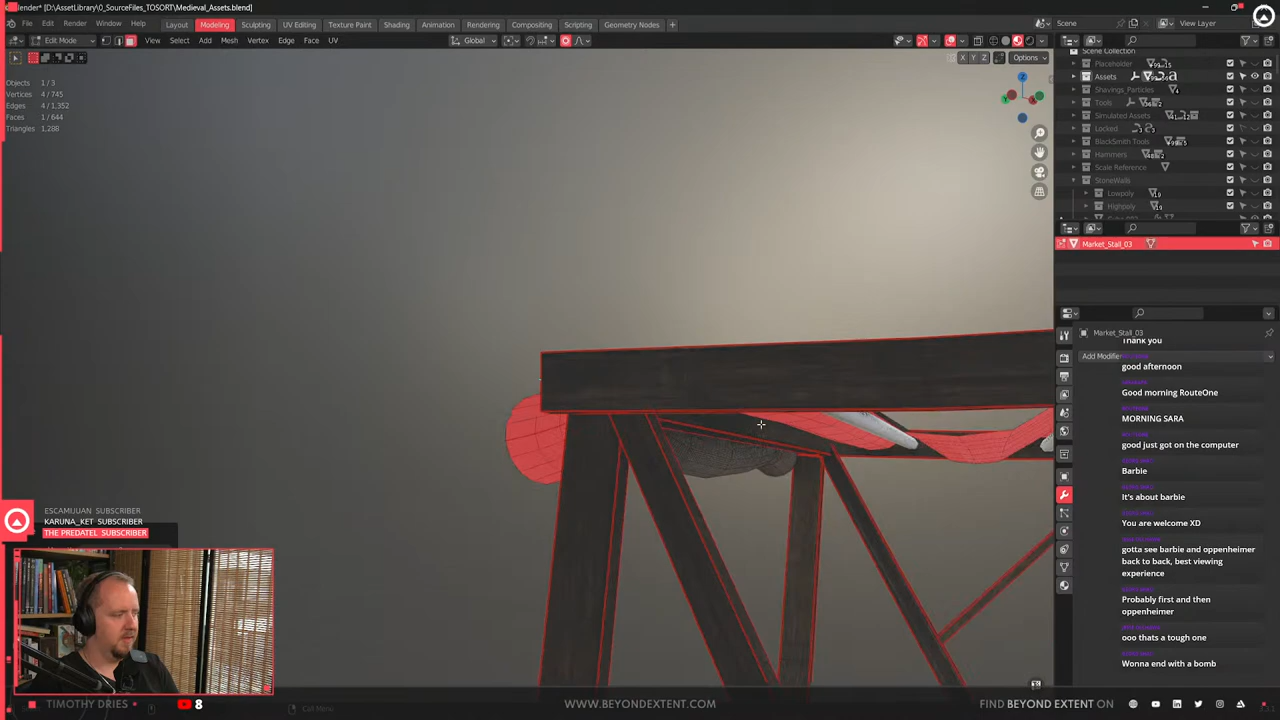 Blender* [D:\AssetLibrary\0_SourceFiles_TOSORT\Medieval_Assets.blend]
File Edit Render Window Help Layout Modeling Sculpting UV Editing Texture Paint Shading Animation Rendering Compositing Scripting Geometry Nodes Scene View Layer
Edit Mode View Select Add Mesh Vertex Edge Face UV Global
X Y Z Options
Objects 1 / 3
Vertices 4 / 745
Edges 4 / 1,352
Faces 1 / 644
Triangles 1,288
Scene Collection
Placeholder
Assets
Shavings_Particles
Tools
Simulated Assets
Locked
BlackSmith Tools
Hammers
Scale Reference
StoneWalls
Lowpoly
Highpoly
Market_Stall_03
Market_Stall_03
Add Modifier
Thank you
good afternoon
Good morning RouteOne
MORNING SARA
good just got on the computer
Barbie
It's about barbie
You are welcome XD
gotta see barbie and oppenheimer
back to back, best viewing
experience
Probably first and then
oppenheimer
ooo thats a tough one
Wonna end with a bomb
ESCAMIJUAN SUBSCRIBER
KARUNA_KET SUBSCRIBER
THE PREDATEL SUBSCRIBER
Call Menu
TIMOTHY DRIES 8 WWW.BEYONDEXTENT.COM FIND BEYOND EXTENT ON